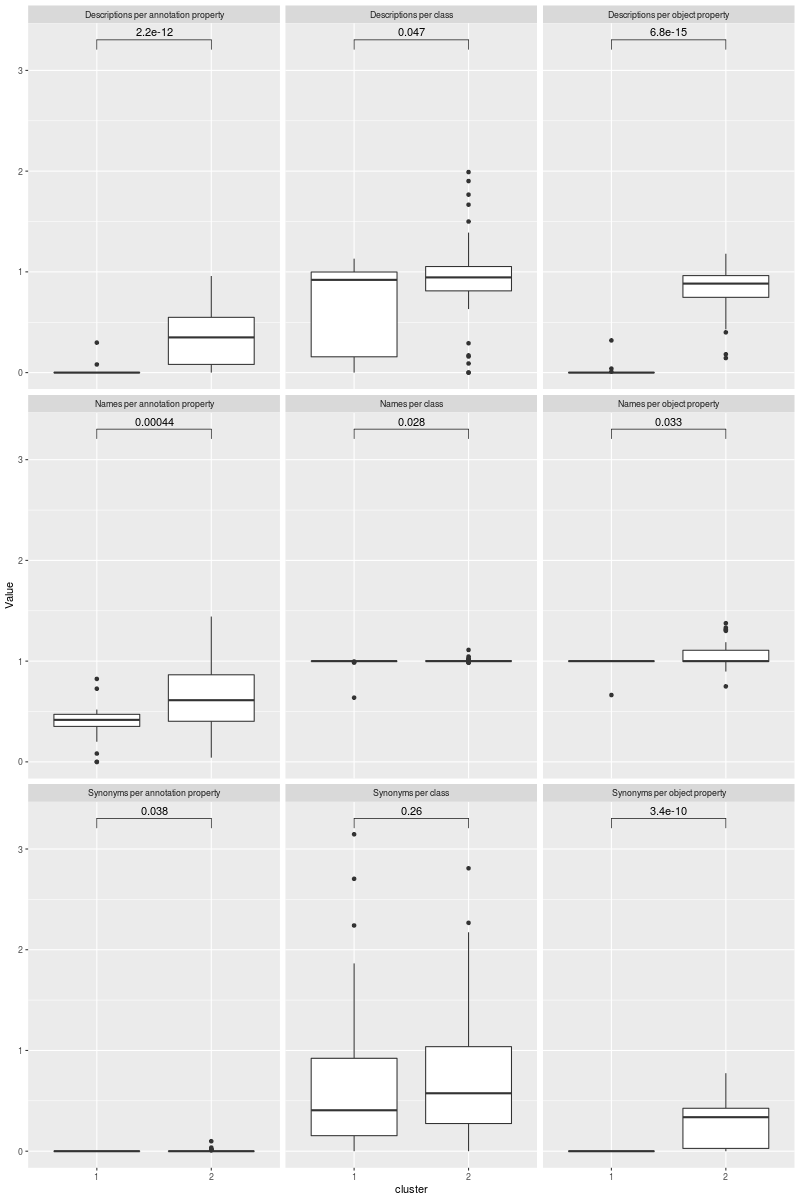 Descriptions per annotation property
Descriptions per class
Descriptions per object property
2.2e-12
0.047
6.8e-15
3
2
1
0
Names per annotation property
Names per class
Names per object property
0.00044
0.028
0.033
3
2
1
0
Value
Synonyms per annotation property
Synonyms per class
Synonyms per object property
0.038
0.26
3.4e-10
3
2
1
0
1
2
1
2
1
2
cluster